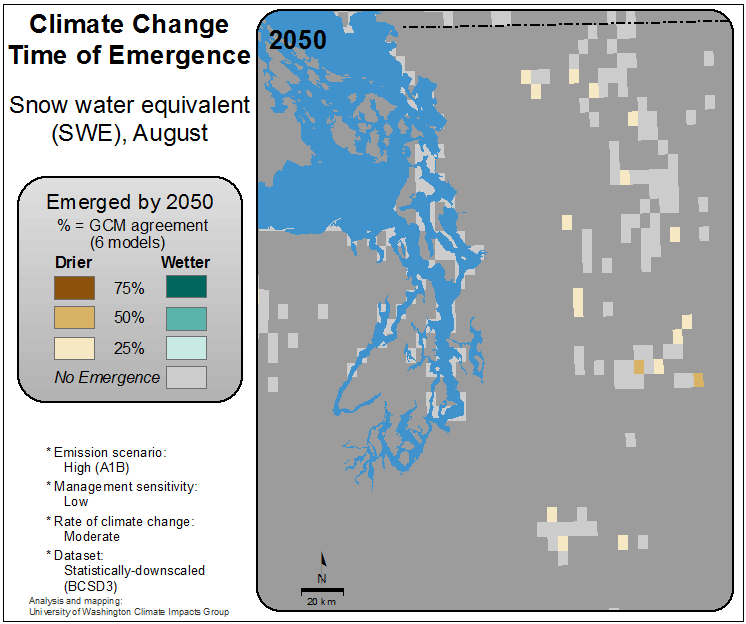 Climate Change
Time of Emergence
Snow water equivalent
(SWE), August
Emerged by 2050
% = GCM agreement
(6 models)
Drier Wetter
75%
50%
25%
No Emergence
* Emission scenario:
High (A1B)
* Management sensitivity:
Low
* Rate of climate change:
Moderate
* Dataset:
Statistically-downscaled
(BCSD3)
Analysis and mapping:
University of Washington Climate Impacts Group
2050
N
20 km